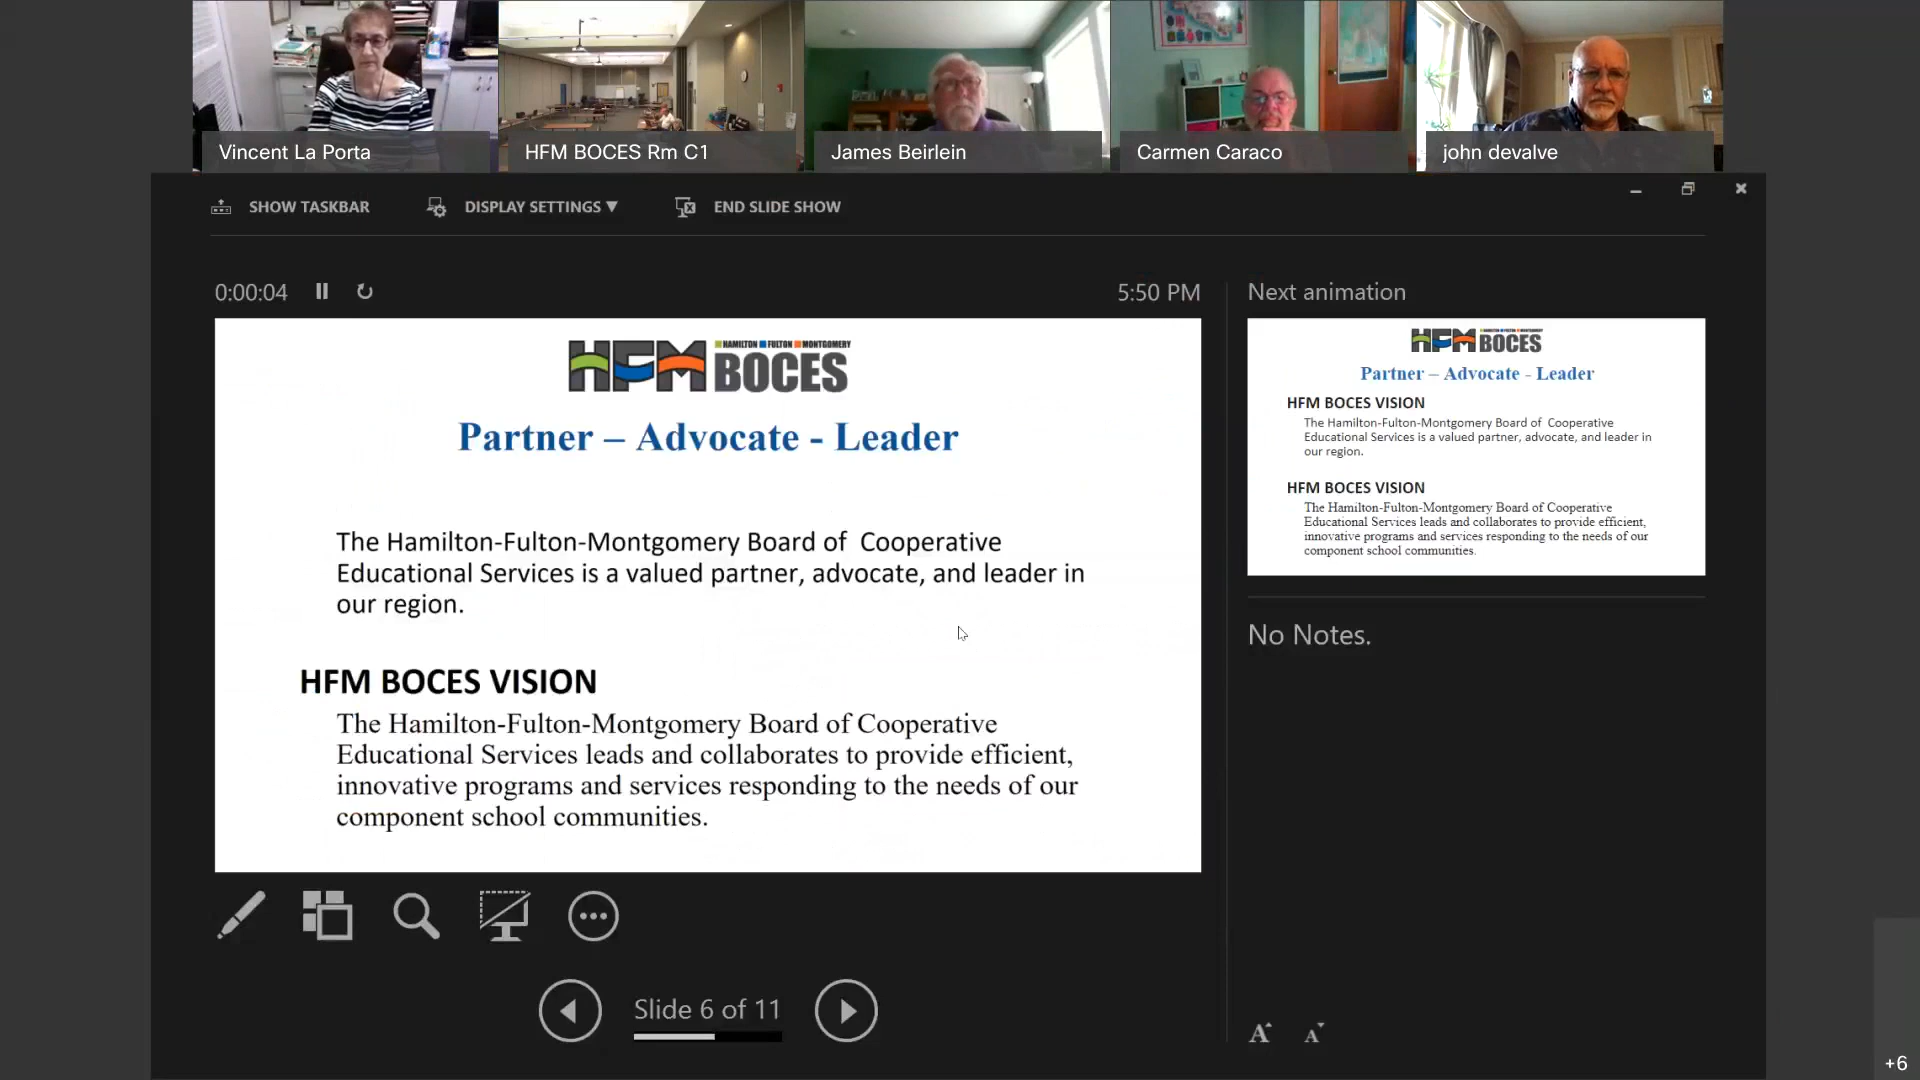 Vincent La Porta
HFM BOCES Rm C1
James Beirlein
Carmen Caraco
john devalve
SHOW TASKBAR
DISPLAY SETTINGS ▼
END SLIDE SHOW
0:00:04
5:50 PM
HFM
HAMILTON FULTON MONTGOMERY
BOCES
Partner – Advocate - Leader
The Hamilton-Fulton-Montgomery Board of  Cooperative
Educational Services is a valued partner, advocate, and leader in
our region.
HFM BOCES VISION
The Hamilton-Fulton-Montgomery Board of Cooperative
Educational Services leads and collaborates to provide efficient,
innovative programs and services responding to the needs of our
component school communities.
Slide 6 of 11
Next animation
HFM
HAMILTON FULTON MONTGOMERY
BOCES
Partner – Advocate - Leader
HFM BOCES VISION
The Hamilton-Fulton-Montgomery Board of  Cooperative
Educational Services is a valued partner, advocate, and leader in
our region.
HFM BOCES VISION
The Hamilton-Fulton-Montgomery Board of Cooperative
Educational Services leads and collaborates to provide efficient,
innovative programs and services responding to the needs of our
component school communities.
No Notes.
A A
+6